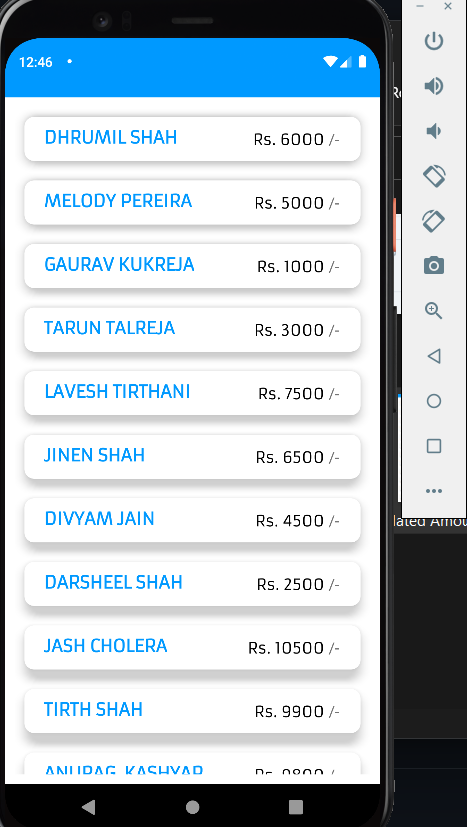 12:46
DHRUMIL SHAH Rs. 6000 /-
MELODY PEREIRA Rs. 5000 /-
GAURAV KUKREJA Rs. 1000 /-
TARUN TALREJA Rs. 3000 /-
LAVESH TIRTHANI Rs. 7500 /-
JINEN SHAH Rs. 6500 /-
DIVYAM JAIN Rs. 4500 /-
DARSHEEL SHAH Rs. 2500 /-
JASH CHOLERA Rs. 10500 /-
TIRTH SHAH Rs. 9900 /-
ANURAG KASHYAP Rs.
lated Amou